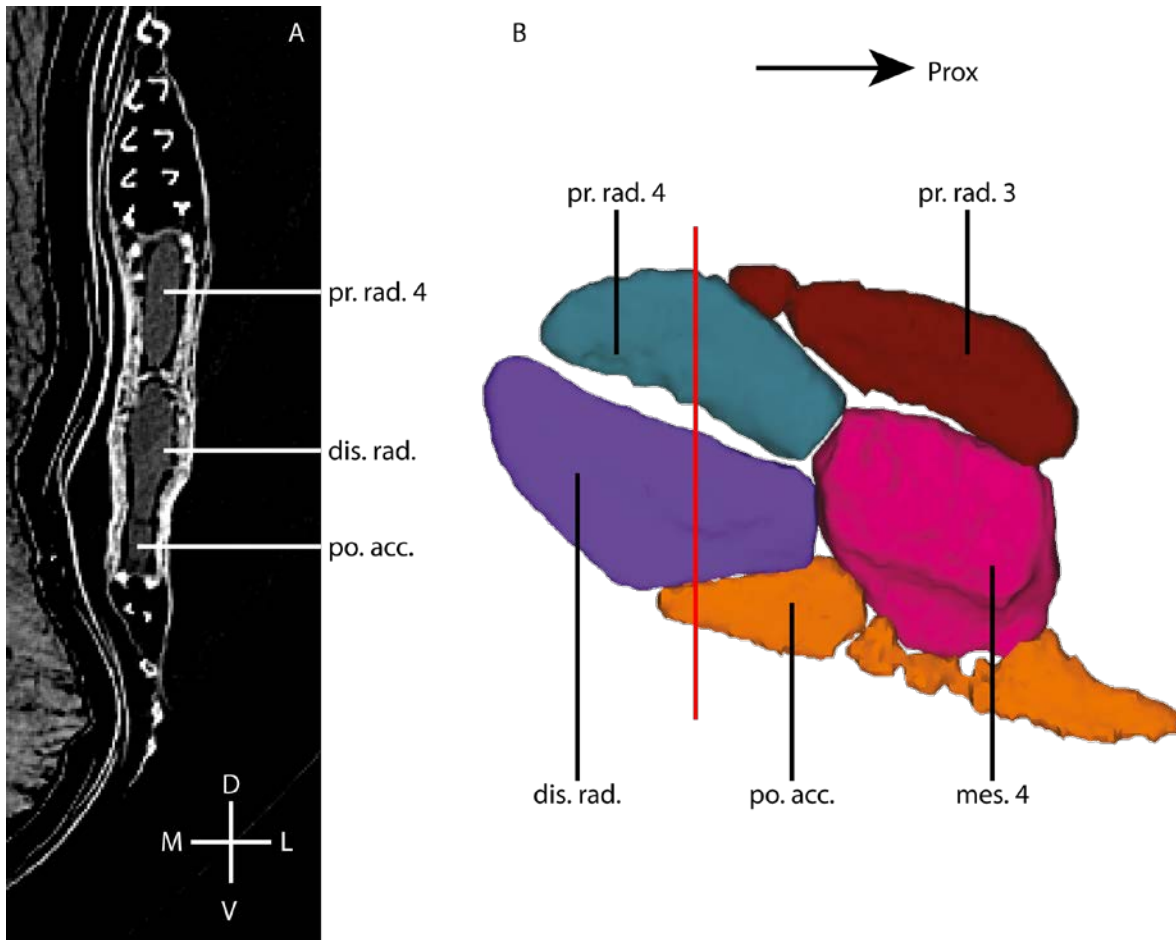 A
pr. rad. 4
dis. rad.
po. acc.
D
M L
V
B
Prox
pr. rad. 4
pr. rad. 3
dis. rad.
po. acc.
mes. 4